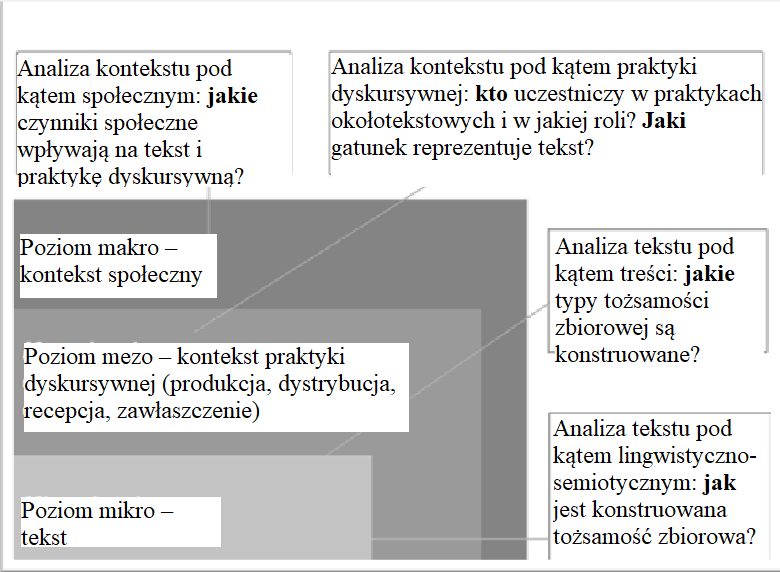 Analiza kontekstu pod
kątem społecznym: jakie
czynniki społeczne
wpływają na tekst i
praktykę dyskursywną?
Analiza kontekstu pod kątem praktyki
dyskursywnej: kto uczestniczy w praktykach
okołotekstowych i w jakiej roli? Jaki
gatunek reprezentuje tekst?
Poziom makro –
kontekst społeczny
Analiza tekstu pod
kątem treści: jakie
typy tożsamości
zbiorowej są
konstruowane?
Poziom mezo – kontekst praktyki
dyskursywnej (produkcja, dystrybucja,
recepcja, zawłaszczenie)
Analiza tekstu pod
kątem lingwistyczno-
semiotycznym: jak
jest konstruowana
tożsamość zbiorowa?
Poziom mikro –
tekst